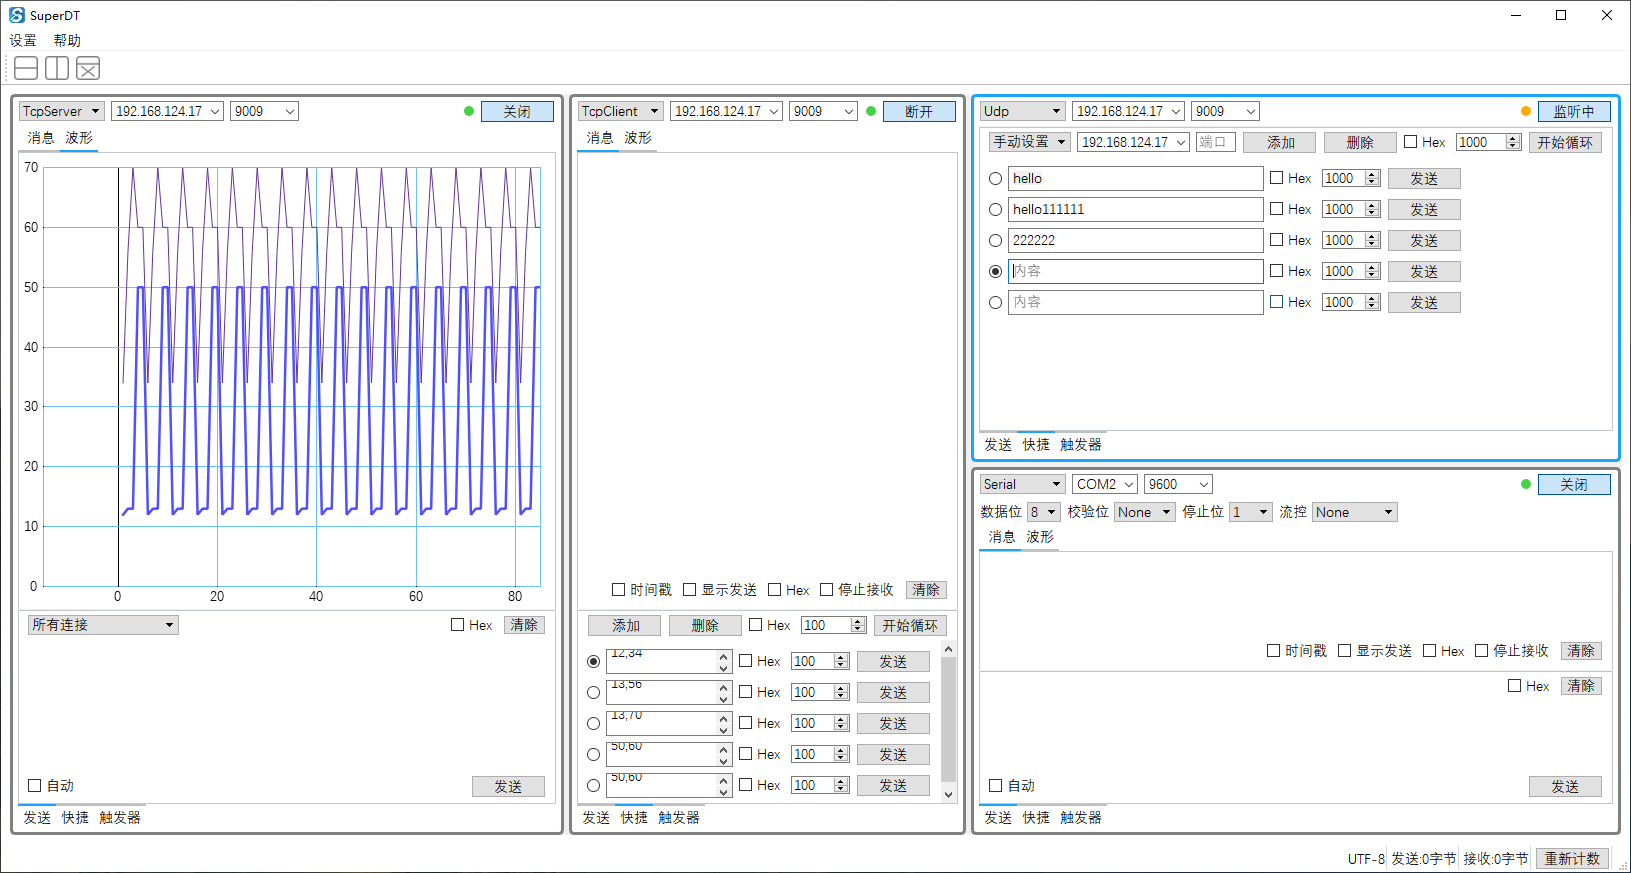 SuperDT
设置 帮助
TcpServer 192.168.124.17 9009 关闭
消息 波形
70
60
50
40
30
20
10
0
0 20 40 60 80
所有连接 Hex 清除
自动 发送
发送 快捷 触发器
TcpClient 192.168.124.17 9009 断开
消息 波形
时间戳 显示发送 Hex 停止接收 清除
添加 删除 Hex 100 开始循环
12,34 Hex 100 发送
13,56 Hex 100 发送
13,70 Hex 100 发送
50,60 Hex 100 发送
50,60 Hex 100 发送
发送 快捷 触发器
Udp 192.168.124.17 9009 监听中
手动设置 192.168.124.17 端口 添加 删除 Hex 1000 开始循环
hello Hex 1000 发送
hello111111 Hex 1000 发送
222222 Hex 1000 发送
内容 Hex 1000 发送
内容 Hex 1000 发送
发送 快捷 触发器
Serial COM2 9600 关闭
数据位 8 校验位 None 停止位 1 流控 None
消息 波形
时间戳 显示发送 Hex 停止接收 清除
Hex 清除
自动 发送
发送 快捷 触发器
UTF-8 发送:0字节 接收:0字节 重新计数